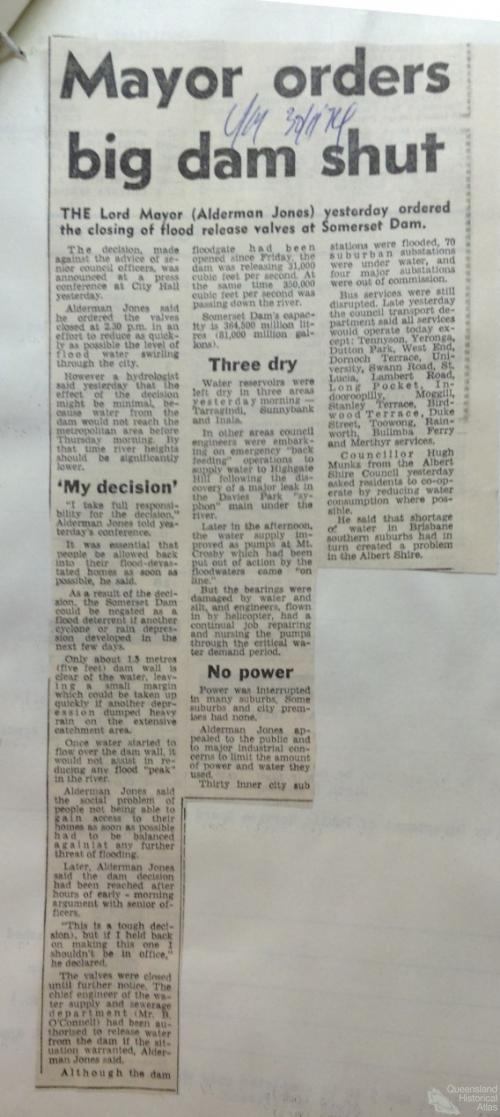 Mayor orders
big dam shut
THE Lord Mayor (Alderman Jones) yesterday ordered
the closing of flood release valves at Somerset Dam.
The decision, made
against the advice of se-
nior council officers, was
announced at a press
conference at City Hall
yesterday.
Alderman Jones said
he ordered the valves
closed at 2.30 p.m. in an
effort to reduce as quick-
ly as possible the level of
flood water swirling
through the city.
However a hydrologist
said yesterday that the
effect of the decision
might be minimal, be-
cause water from the
dam would not reach the
metropolitan area before
Thursday morning. By
that time river heights
should be significantly
lower.
'My decision'
"I take full responsi-
bility for the decision,"
Alderman Jones told yes-
terday's conference.
It was essential that
people be allowed back
into their flood-devas-
tated homes as soon as
possible, he said.
As a result of the deci-
sion, the Somerset Dam
could be negated as a
flood deterrent if another
cyclone or rain depres-
sion developed in the
next few days.
Only about 1.5 metres
(five feet) dam wall is
clear of the water, leav-
ing a small margin
which could be taken up
quickly if another depr-
ession dumped heavy
rain on the extensive
catchment area.
Once water started to
flow over the dam wall, it
would not assist in re-
ducing any flood "peak"
in the river.
Alderman Jones said
the social problem of
people not being able to
gain access to their
homes as soon as possible
had to be balanced
againiat any further
threat of flooding.
Later, Alderman Jones
said the dam decision
had been reached after
hours of early - morning
argument with senior of-
ficers.
"This is a tough deci-
sion), but if I held back
on making this one I
shouldn't be in office,"
he declared.
The valves were closed
until further notice. The
chief engineer of the wa-
ter supply and sewerage
department (Mr. B.
O'Connell) had been au-
thorised to release water
from the dam if the sit-
uation warranted, Alder-
man Jones said.
Although the dam
floodgate had been
opened since Friday, the
dam was releasing 31,000
cubic feet per second. At
the same time 350,000
cubic feet per second was
passing down the river.
Somerset Dam's capac-
ity is 364,500 million lit-
res (81,000 million gal-
lons).
Three dry
Water reservoirs were
left dry in three areas
yesterday morning —
Tarragindi, Sunnybank
and Inala.
In other areas council
engineers were embark-
ing on emergency "back
feeding" operations to
supply water to Highgate
Hill following the dis-
covery of a major leak in
the Davies Park "sy-
phon" main under the
river.
Later in the afternoon,
the water supply im-
proved as pumps at Mt.
Crosby which had been
put out of action by the
floodwaters came "on
line."
But the bearings were
damaged by water and
silt, and engineers, flown
in by helicopter, had a
continual job repairing
and nursing the pumps
through the critical wa-
ter demand period.
No power
Power was interrupted
in many suburbs. Some
suburbs and city prem-
ises had none.
Alderman Jones ap-
pealed to the public and
to major industrial con-
cerns to limit the amount
of power and water they
used.
Thirty inner city sub
stations were flooded, 70
suburban substations
were under water, and
four major substations
were out of commission.
Bus services were still
disrupted. Late yesterday
the council transport de-
partment said all services
would operate today ex-
cept: Tennyson, Yeronga,
Dutton Park, West End,
Dornoch Terrace, Uni-
versity, Swann Road, St.
Lucia, Lambert Road,
Long Pocket, In-
dooroopilly, Moggill,
Stanley Terrace, Bird-
wood Terrace, Duke
Street, Toowong, Rain-
worth, Bulimba Ferry
and Merthyr services.
Councillor Hugh
Munks from the Albert
Shire Council yesterday
asked residents to co-op-
erate by reducing water
consumption where pos-
sible.
He said that shortage
of water in Brisbane
southern suburbs had in
turn created a problem
in the Albert Shire.
Queensland
Historical
Atlas